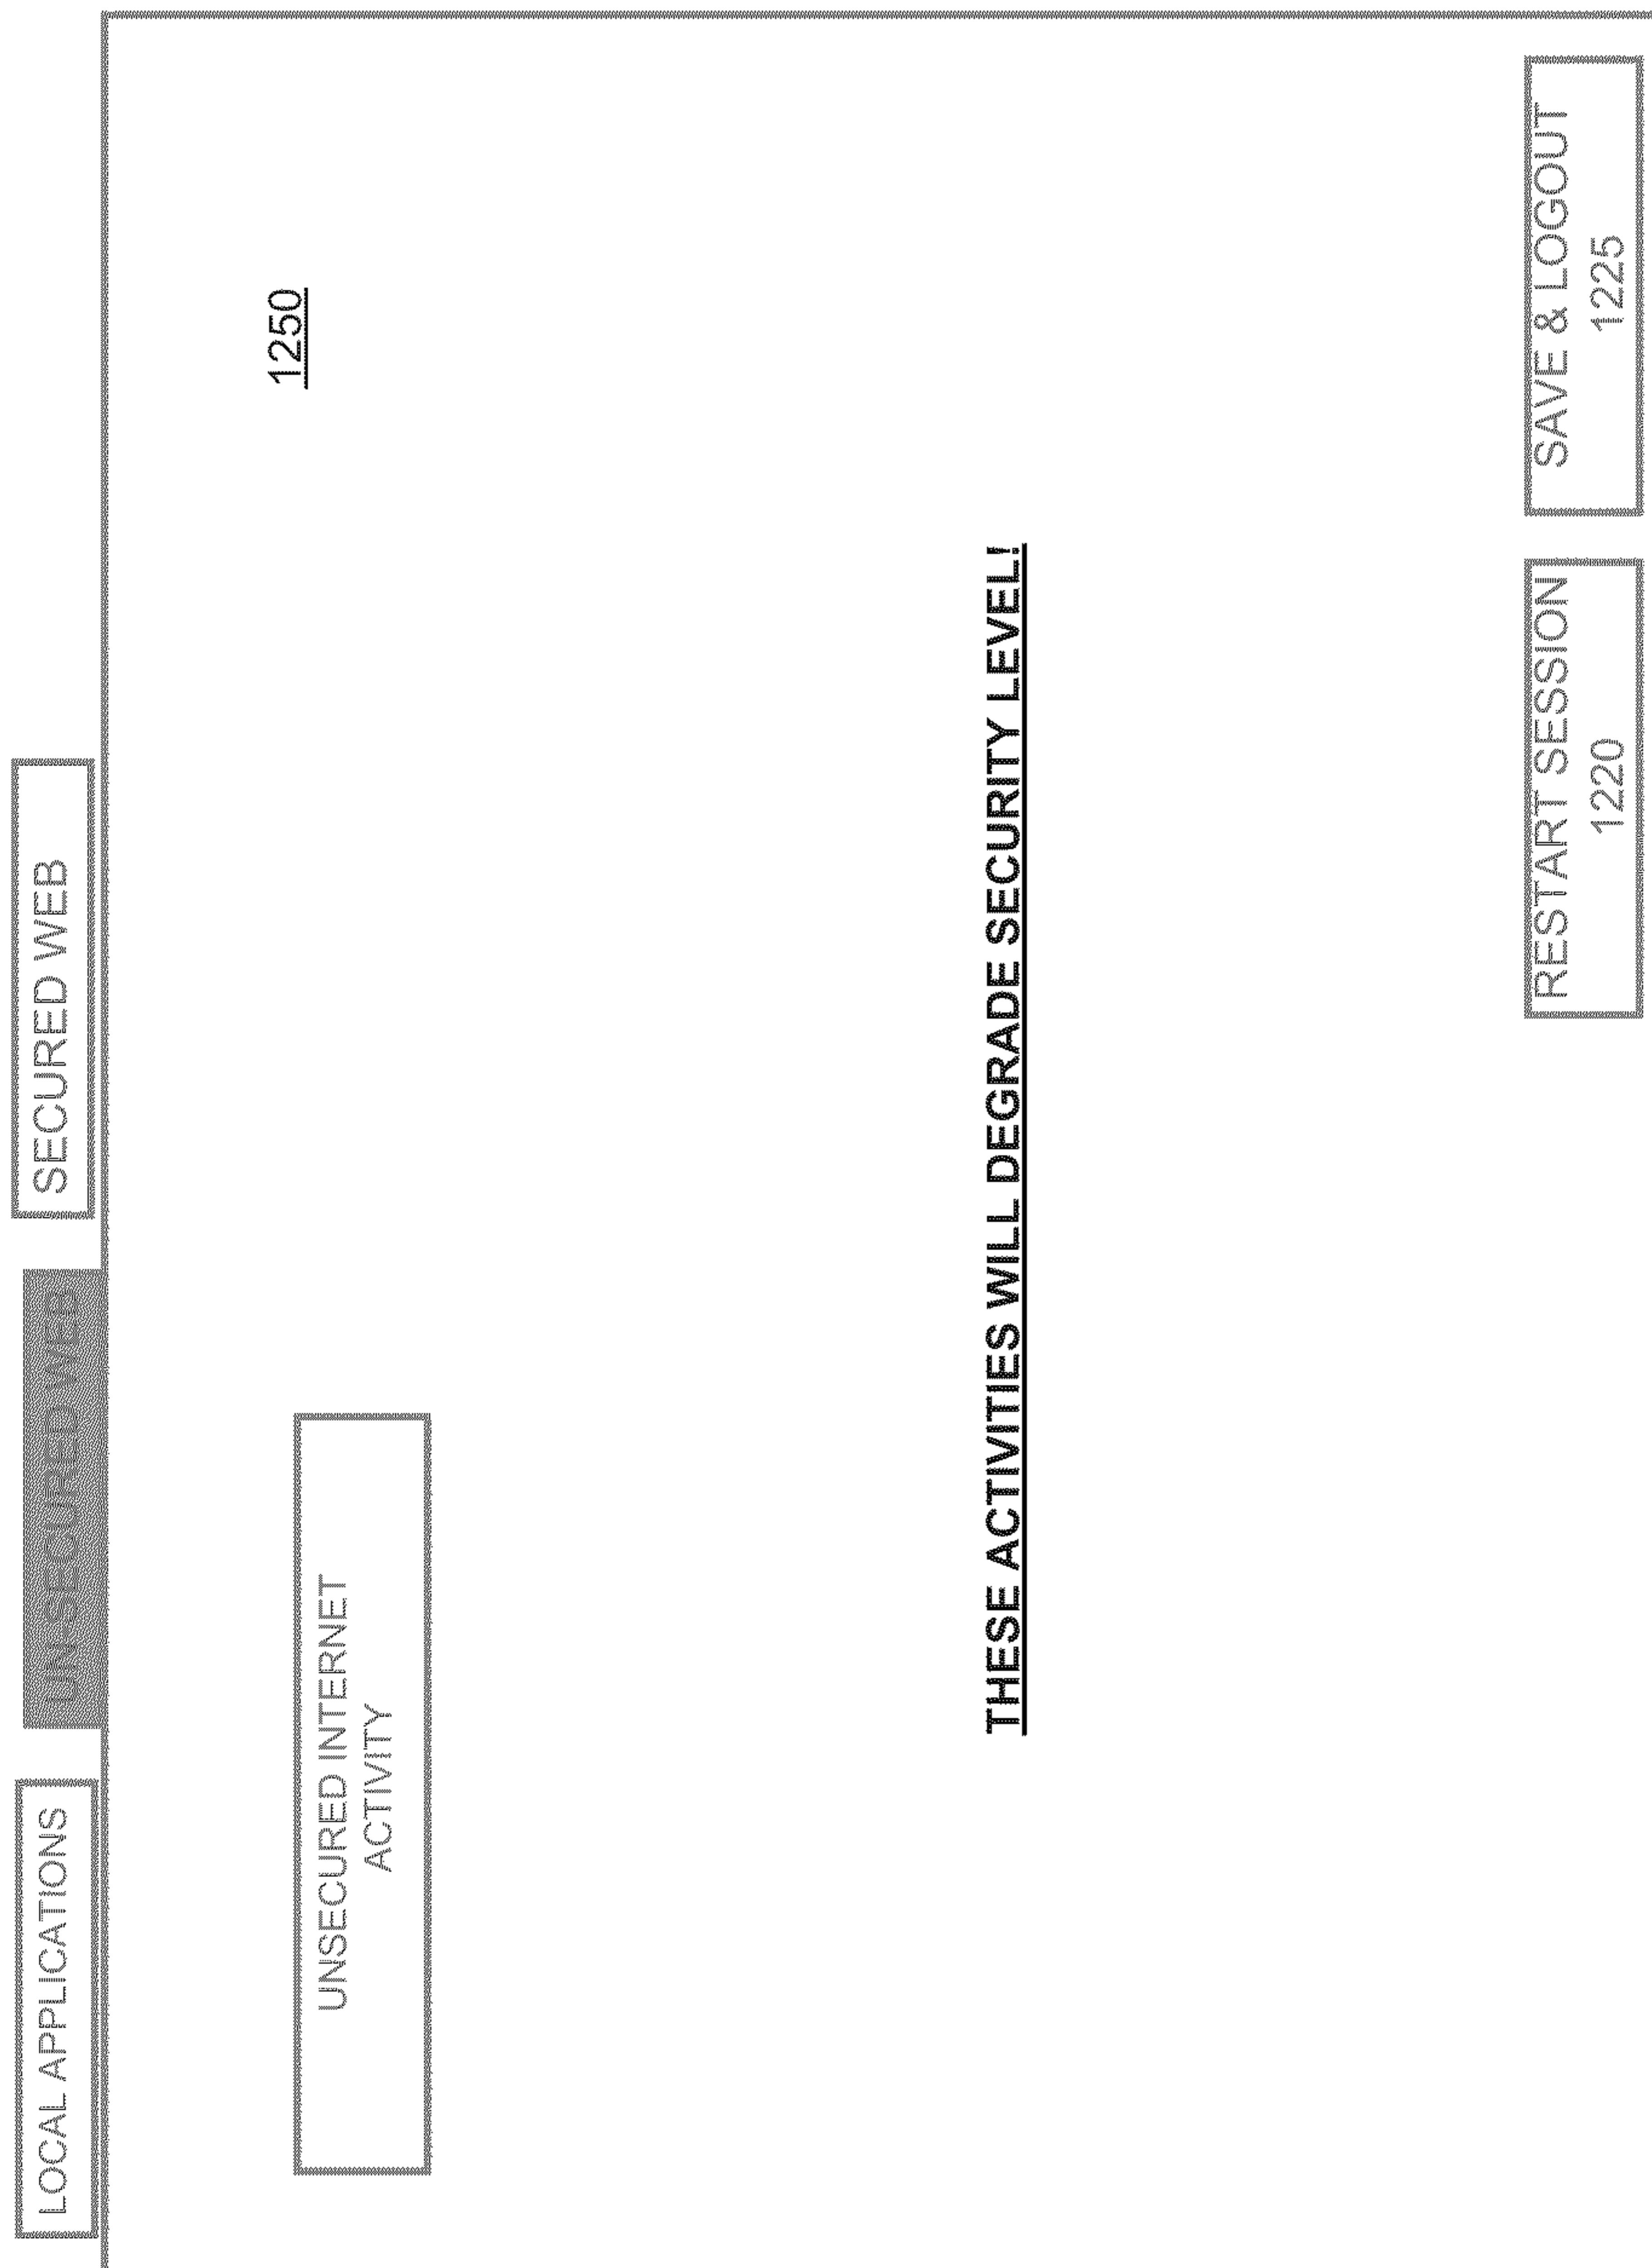 LOCAL APPLICATIONS
UN-SECURED WEB
SECURED WEB
1250
UNSECURED INTERNET
ACTIVITY
THESE ACTIVITIES WILL DEGRADE SECURITY LEVEL!
RESTART SESSION
1220
SAVE & LOGOUT
1225